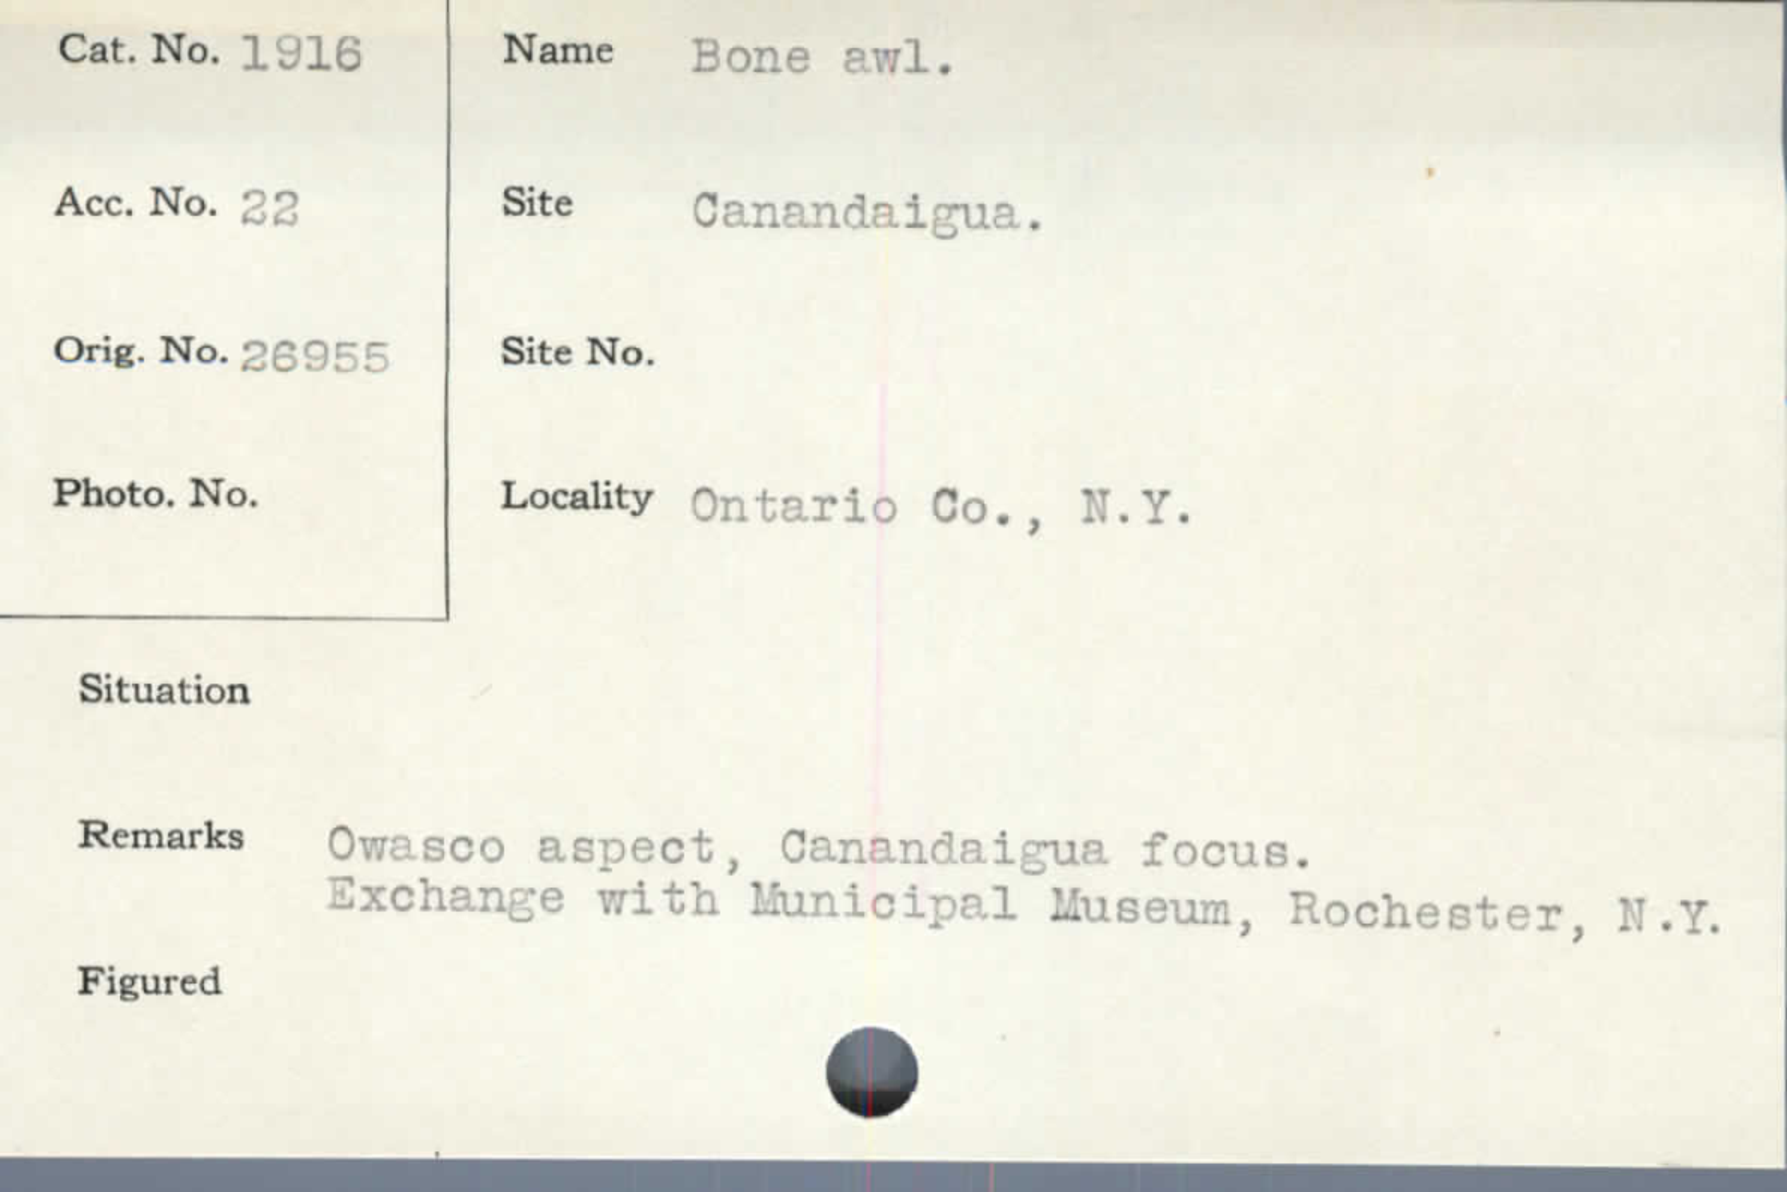 Cat. No. 1916
Name Bone awl.
Acc. No. 22
Site Canandaigua.
Orig. No. 26955
Site No.
Photo. No.
Locality Ontario Co., N.Y.
Situation
Remarks Owasco aspect, Canandaigua focus.
Exchange with Municipal Museum, Rochester, N.Y.
Figured